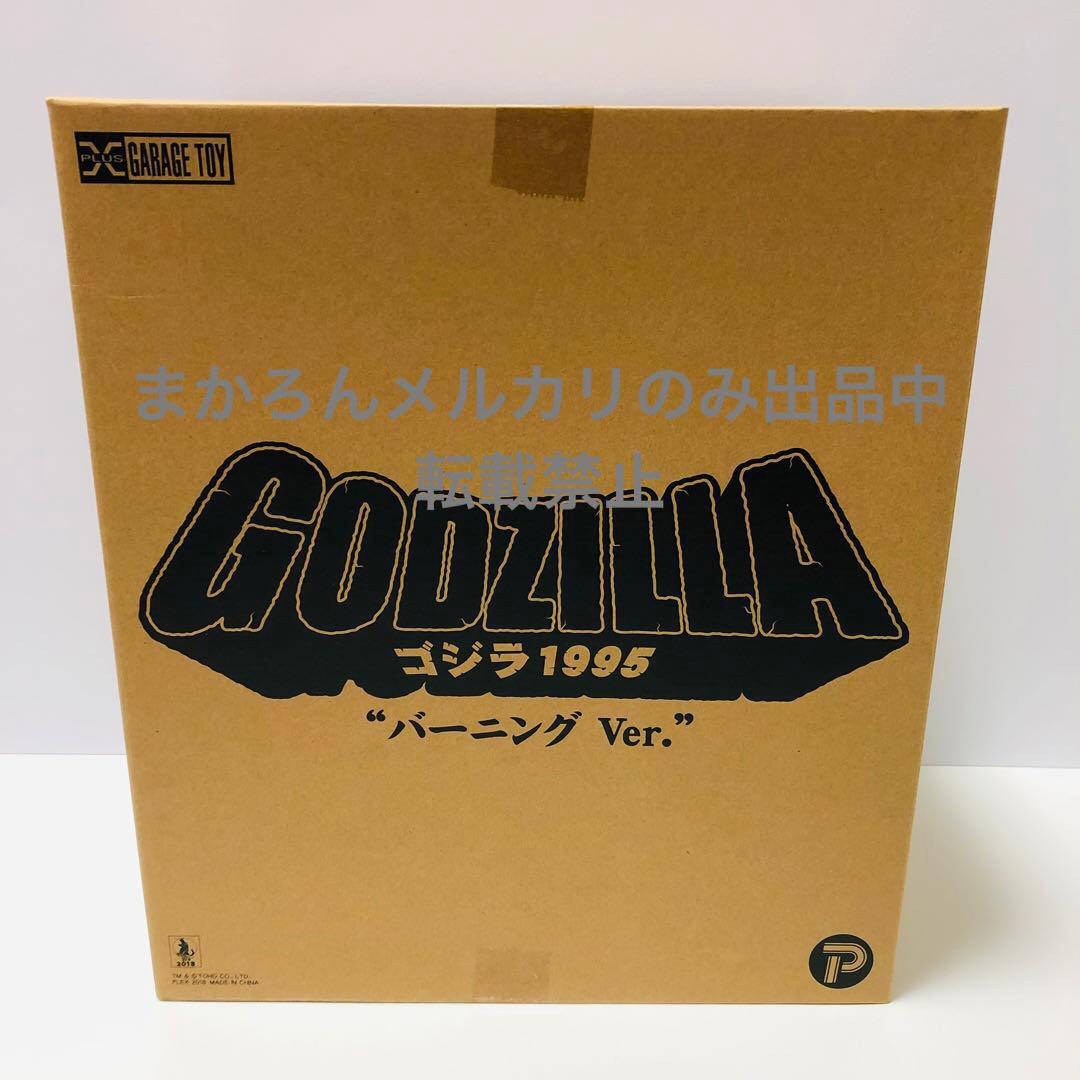 X PLUS GARAGE TOY
まかろんメルカリのみ出品中
転載禁止
GODZILLA
ゴジラ1995
“バーニング Ver.”
2018
TM & © TOHO CO., LTD.
PLEX 2018 MADE IN CHINA
P